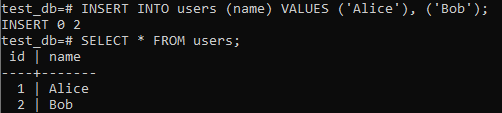 test_db=# INSERT INTO users (name) VALUES ('Alice'), ('Bob');
INSERT 0 2
test_db=# SELECT * FROM users;
 id | name
----+-------
  1 | Alice
  2 | Bob